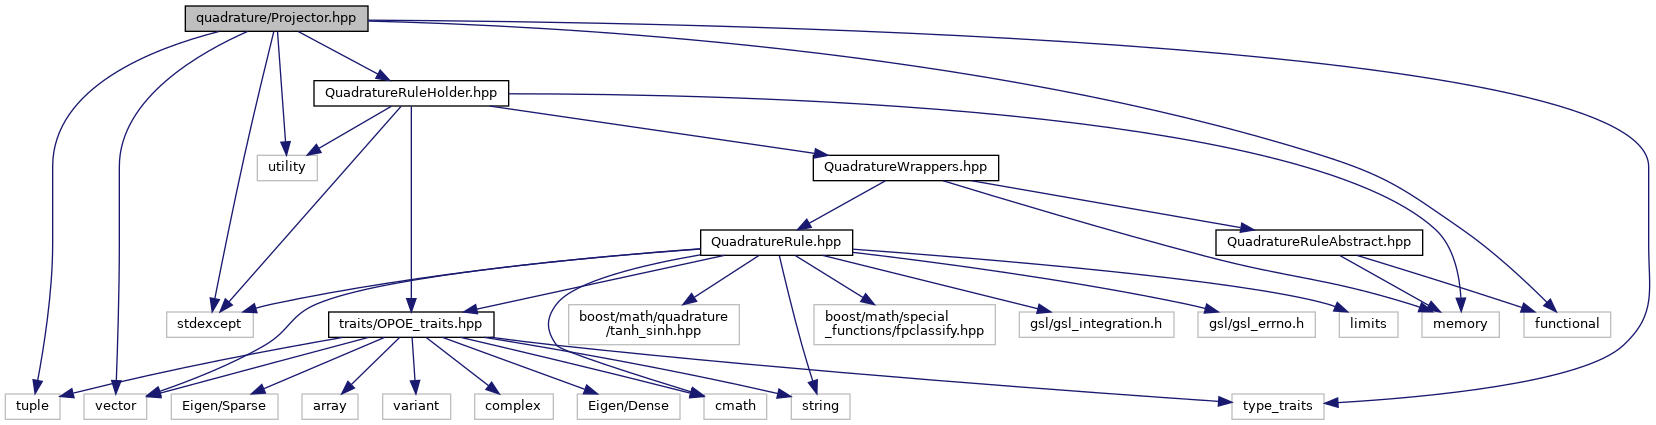 quadrature/Projector.hpp
QuadratureRuleHolder.hpp
utility
QuadratureWrappers.hpp
QuadratureRule.hpp
QuadratureRuleAbstract.hpp
stdexcept
traits/OPOE_traits.hpp
boost/math/quadrature
/tanh_sinh.hpp
boost/math/special
_functions/fpclassify.hpp
gsl/gsl_integration.h
gsl/gsl_errno.h
limits
memory
functional
tuple
vector
Eigen/Sparse
array
variant
complex
Eigen/Dense
cmath
string
type_traits